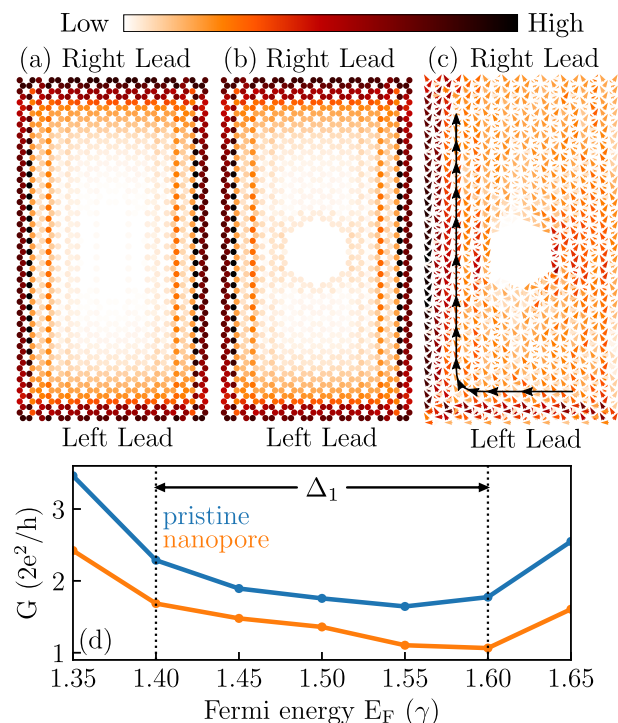 Low High
(a) Right Lead (b) Right Lead (c) Right Lead
Left Lead Left Lead Left Lead
Δ₁
pristine
nanopore
(d)
G (2e²/h)
3
2
1
1.35 1.40 1.45 1.50 1.55 1.60 1.65
Fermi energy E_F (γ)